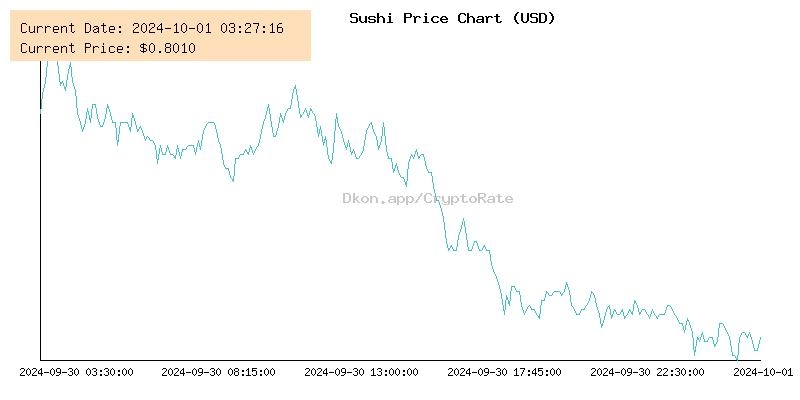 Sushi Price Chart (USD)
Current Date: 2024-10-01 03:27:16
Current Price: $0.8010
Dkon.app/CryptoRate
2024-09-30 03:30:00 2024-09-30 08:15:00 2024-09-30 13:00:00 2024-09-30 17:45:00 2024-09-30 22:30:00 2024-10-01